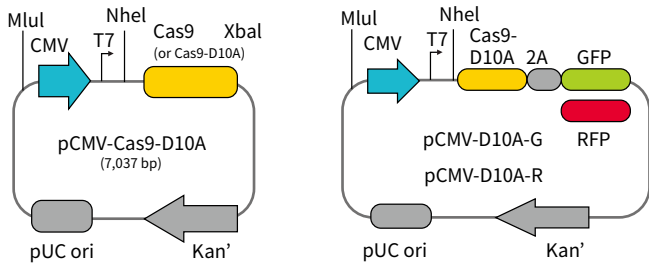 MluI NheI
CMV T7 Cas9 XbaI
(or Cas9-D10A)
pCMV-Cas9-D10A
(7,037 bp)
pUC ori Kan'
MluI NheI
CMV T7 Cas9-
D10A 2A GFP
RFP
pCMV-D10A-G
pCMV-D10A-R
pUC ori Kan'